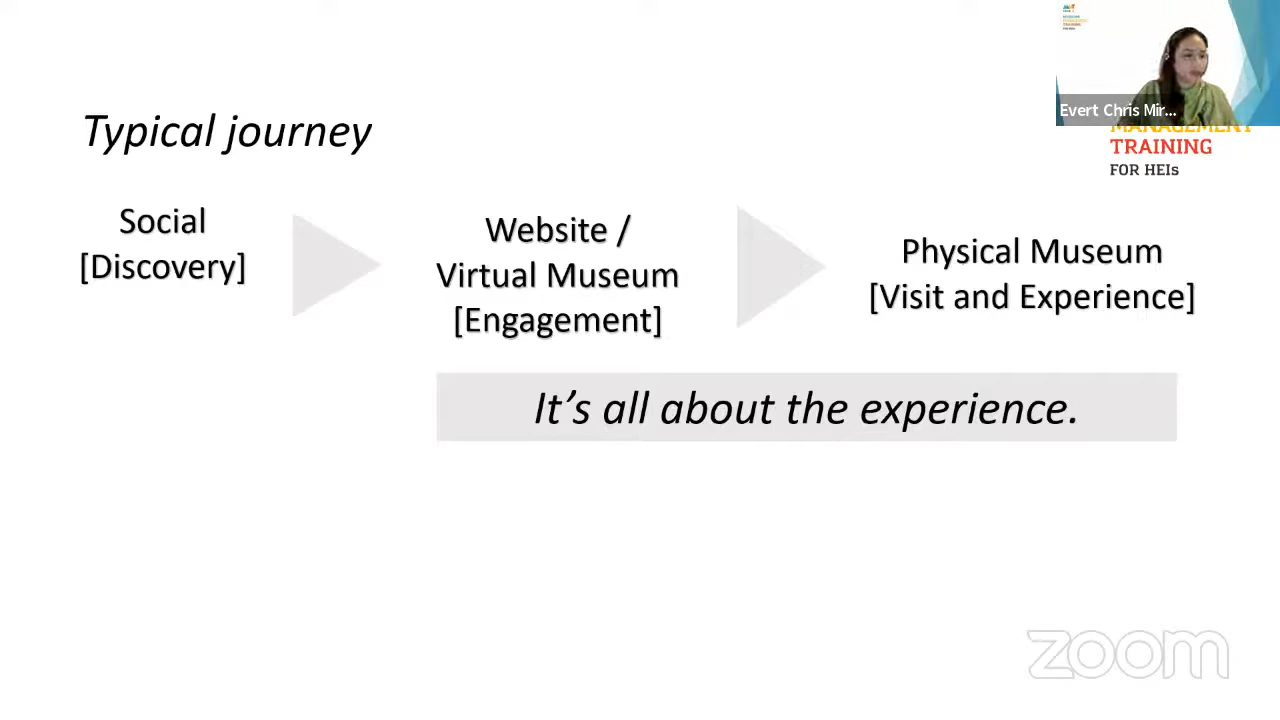 Evert Chris Mir...
MANAGEMENT
TRAINING
FOR HEIs
Typical journey
Social
[Discovery]
Website /
Virtual Museum
[Engagement]
Physical Museum
[Visit and Experience]
It's all about the experience.
zoom